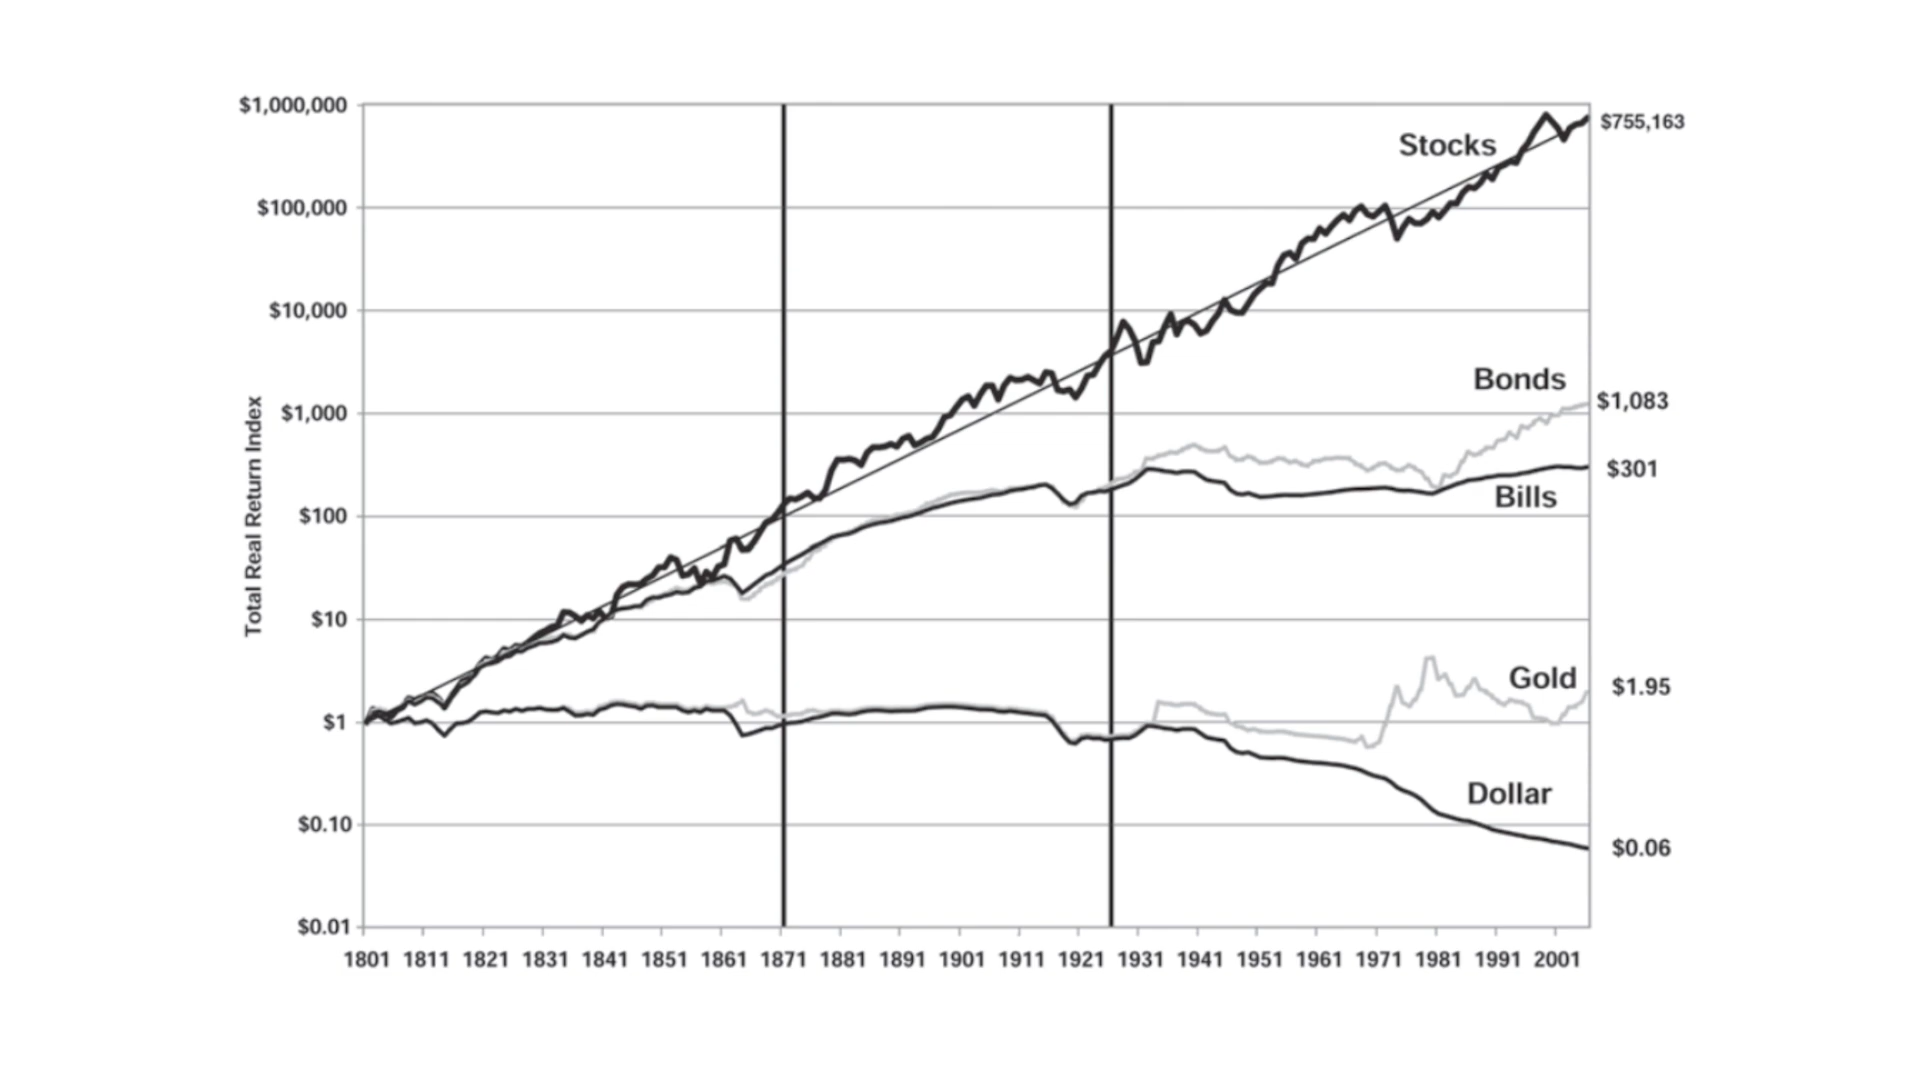 Total Real Return Index
$1,000,000
$100,000
$10,000
$1,000
$100
$10
$1
$0.10
$0.01
Stocks
$755,163
Bonds
$1,083
$301
Bills
Gold
$1.95
Dollar
$0.06
1801 1811 1821 1831 1841 1851 1861 1871 1881 1891 1901 1911 1921 1931 1941 1951 1961 1971 1981 1991 2001